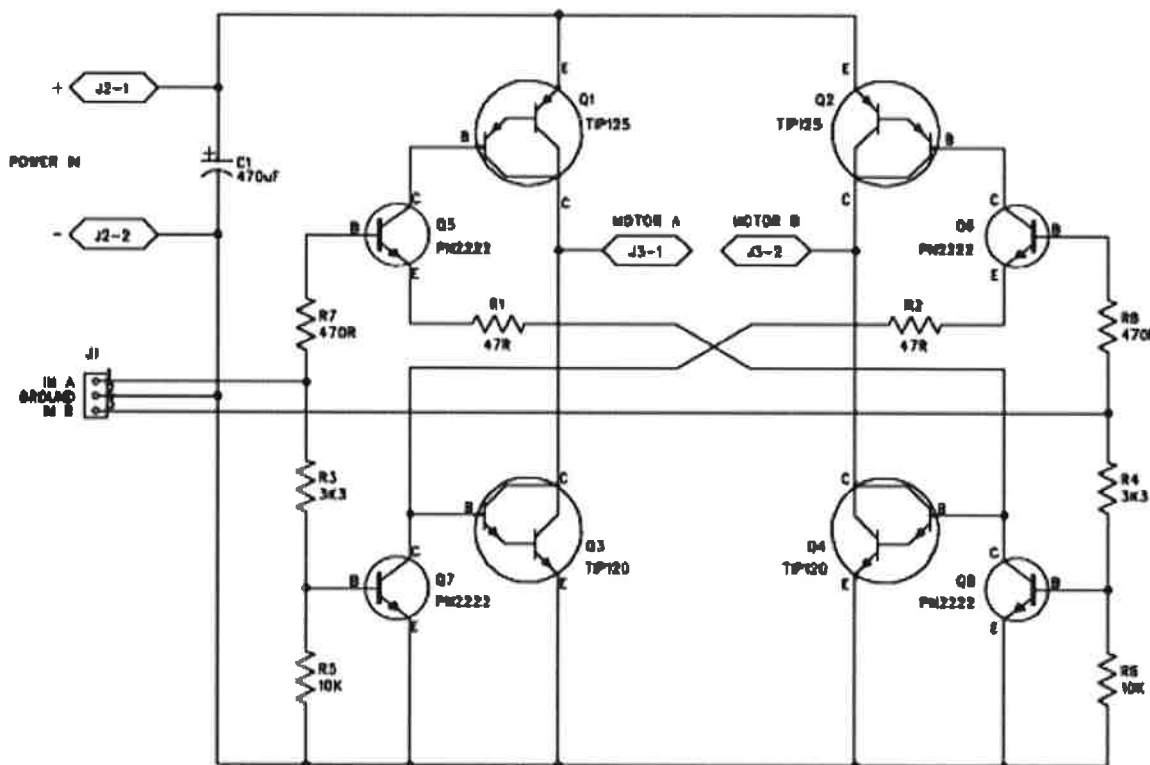 E
E
+
J2-1
Q1
TIP125
Q2
TIP125
B
B
POWER IN
+
C1
470uF
C
C
C
C
-
J2-2
B
Q5
PN2222
MOTOR A
J3-1
MOTOR B
J3-2
Q6
PN2222
B
E
E
R7
470R
R1
47R
R2
47R
R8
J1
IN A
GROUND
IN B
R3
3K3
C
C
R4
3K3
B
B
Q3
TIP120
Q4
TIP120
C
C
B
Q7
PN2222
E
E
Q8
PN2222
B
E
E
R5
10K
R6
10K